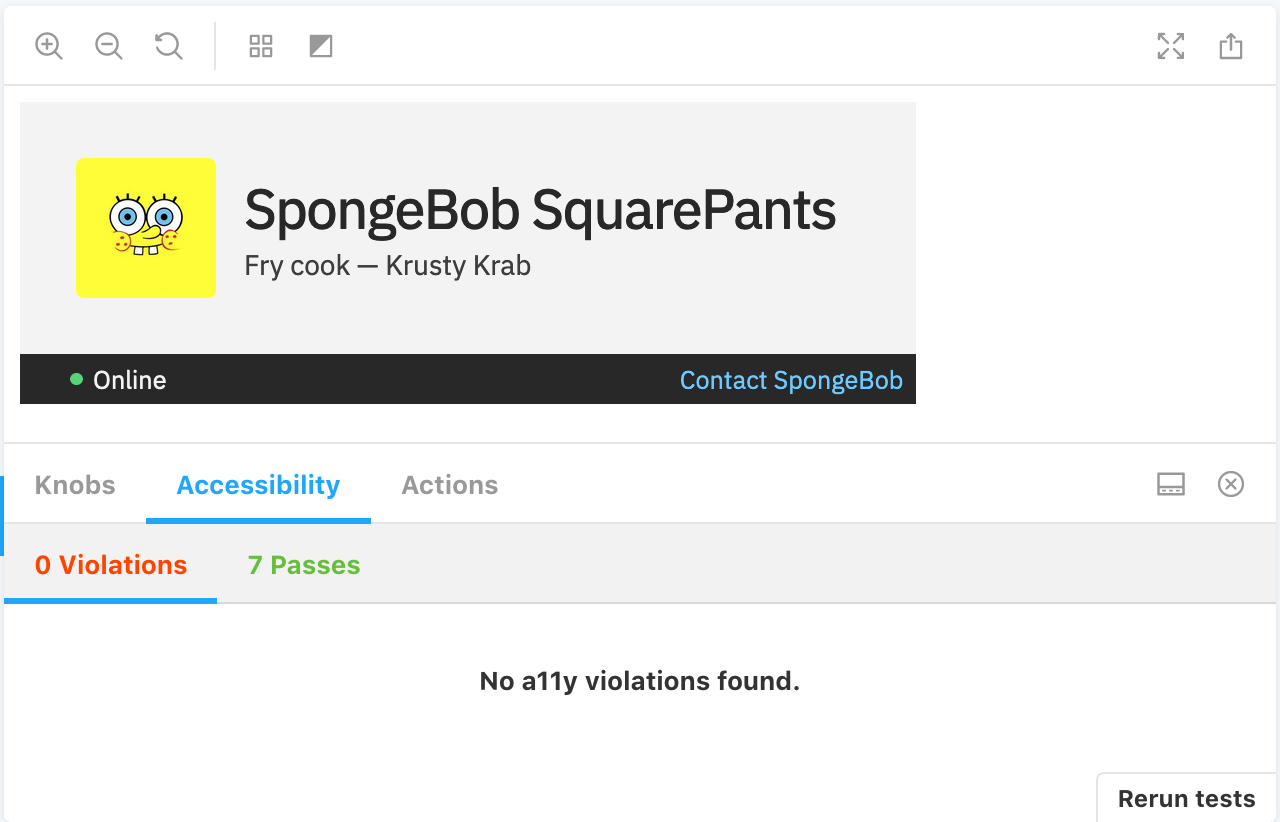 SpongeBob SquarePants
Fry cook — Krusty Krab
Online
Contact SpongeBob
Knobs
Accessibility
Actions
0 Violations
7 Passes
No a11y violations found.
Rerun tests